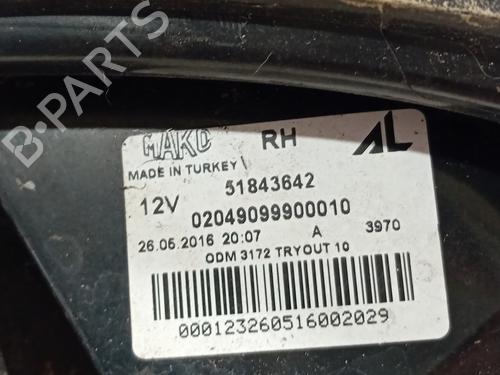 B-PARTS
MAKO RH AL
MADE IN TURKEY
51843642
12V 02049099900010
26.05.2016 20:07 A 3970
ODM 3172 TRYOUT 10
000123260516002029